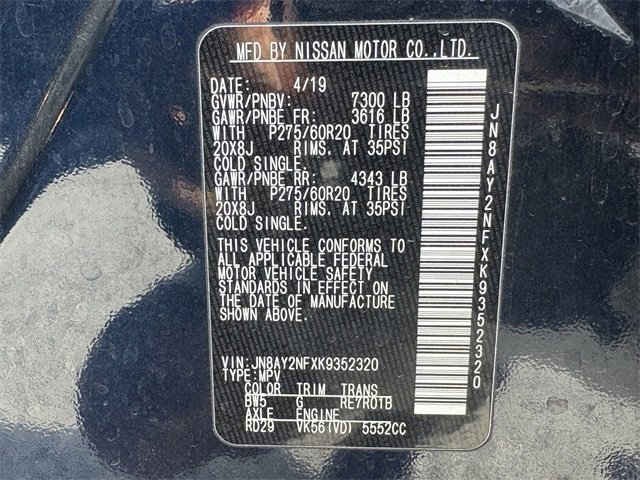 MFD BY NISSAN MOTOR CO.,LTD.
DATE: 4/19
GVWR/PNBV: 7300 LB
GAWR/PNBE FR: 3616 LB
WITH P275/60R20 TIRES
20X8J RIMS. AT 35PSI
COLD SINGLE.
GAWR/PNBE RR: 4343 LB
WITH P275/60R20 TIRES
20X8J RIMS. AT 35PSI
COLD SINGLE.
THIS VEHICLE CONFORMS TO
ALL APPLICABLE FEDERAL
MOTOR VEHICLE SAFETY
STANDARDS IN EFFECT ON
THE DATE OF MANUFACTURE
SHOWN ABOVE.
VIN:JN8AY2NFXK9352320
TYPE:MPV
COLOR TRIM TRANS
BW5 G RE7R01B
AXLE ENGINE
RD29 VK56(VD) 5552CC
JN8AY2NFXK9352320